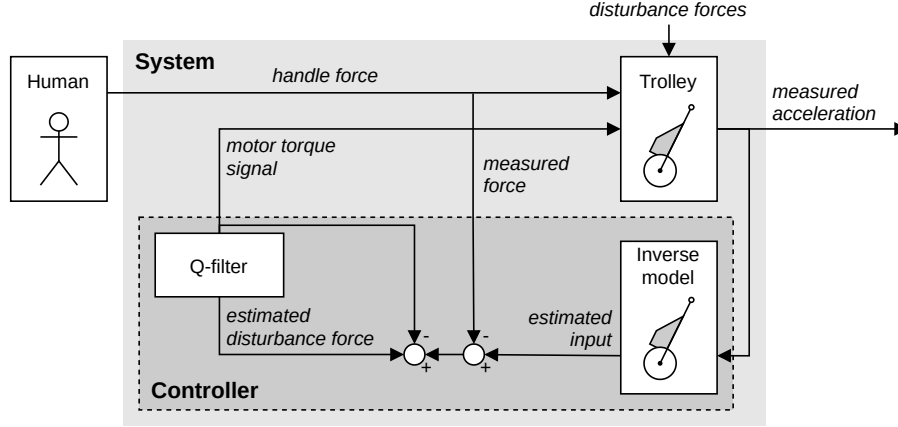 disturbance forces
System
Human
handle force
Trolley
measured
acceleration
motor torque
signal
measured
force
Q-filter
Inverse
model
estimated
disturbance force
estimated
input
-
-
+
+
Controller